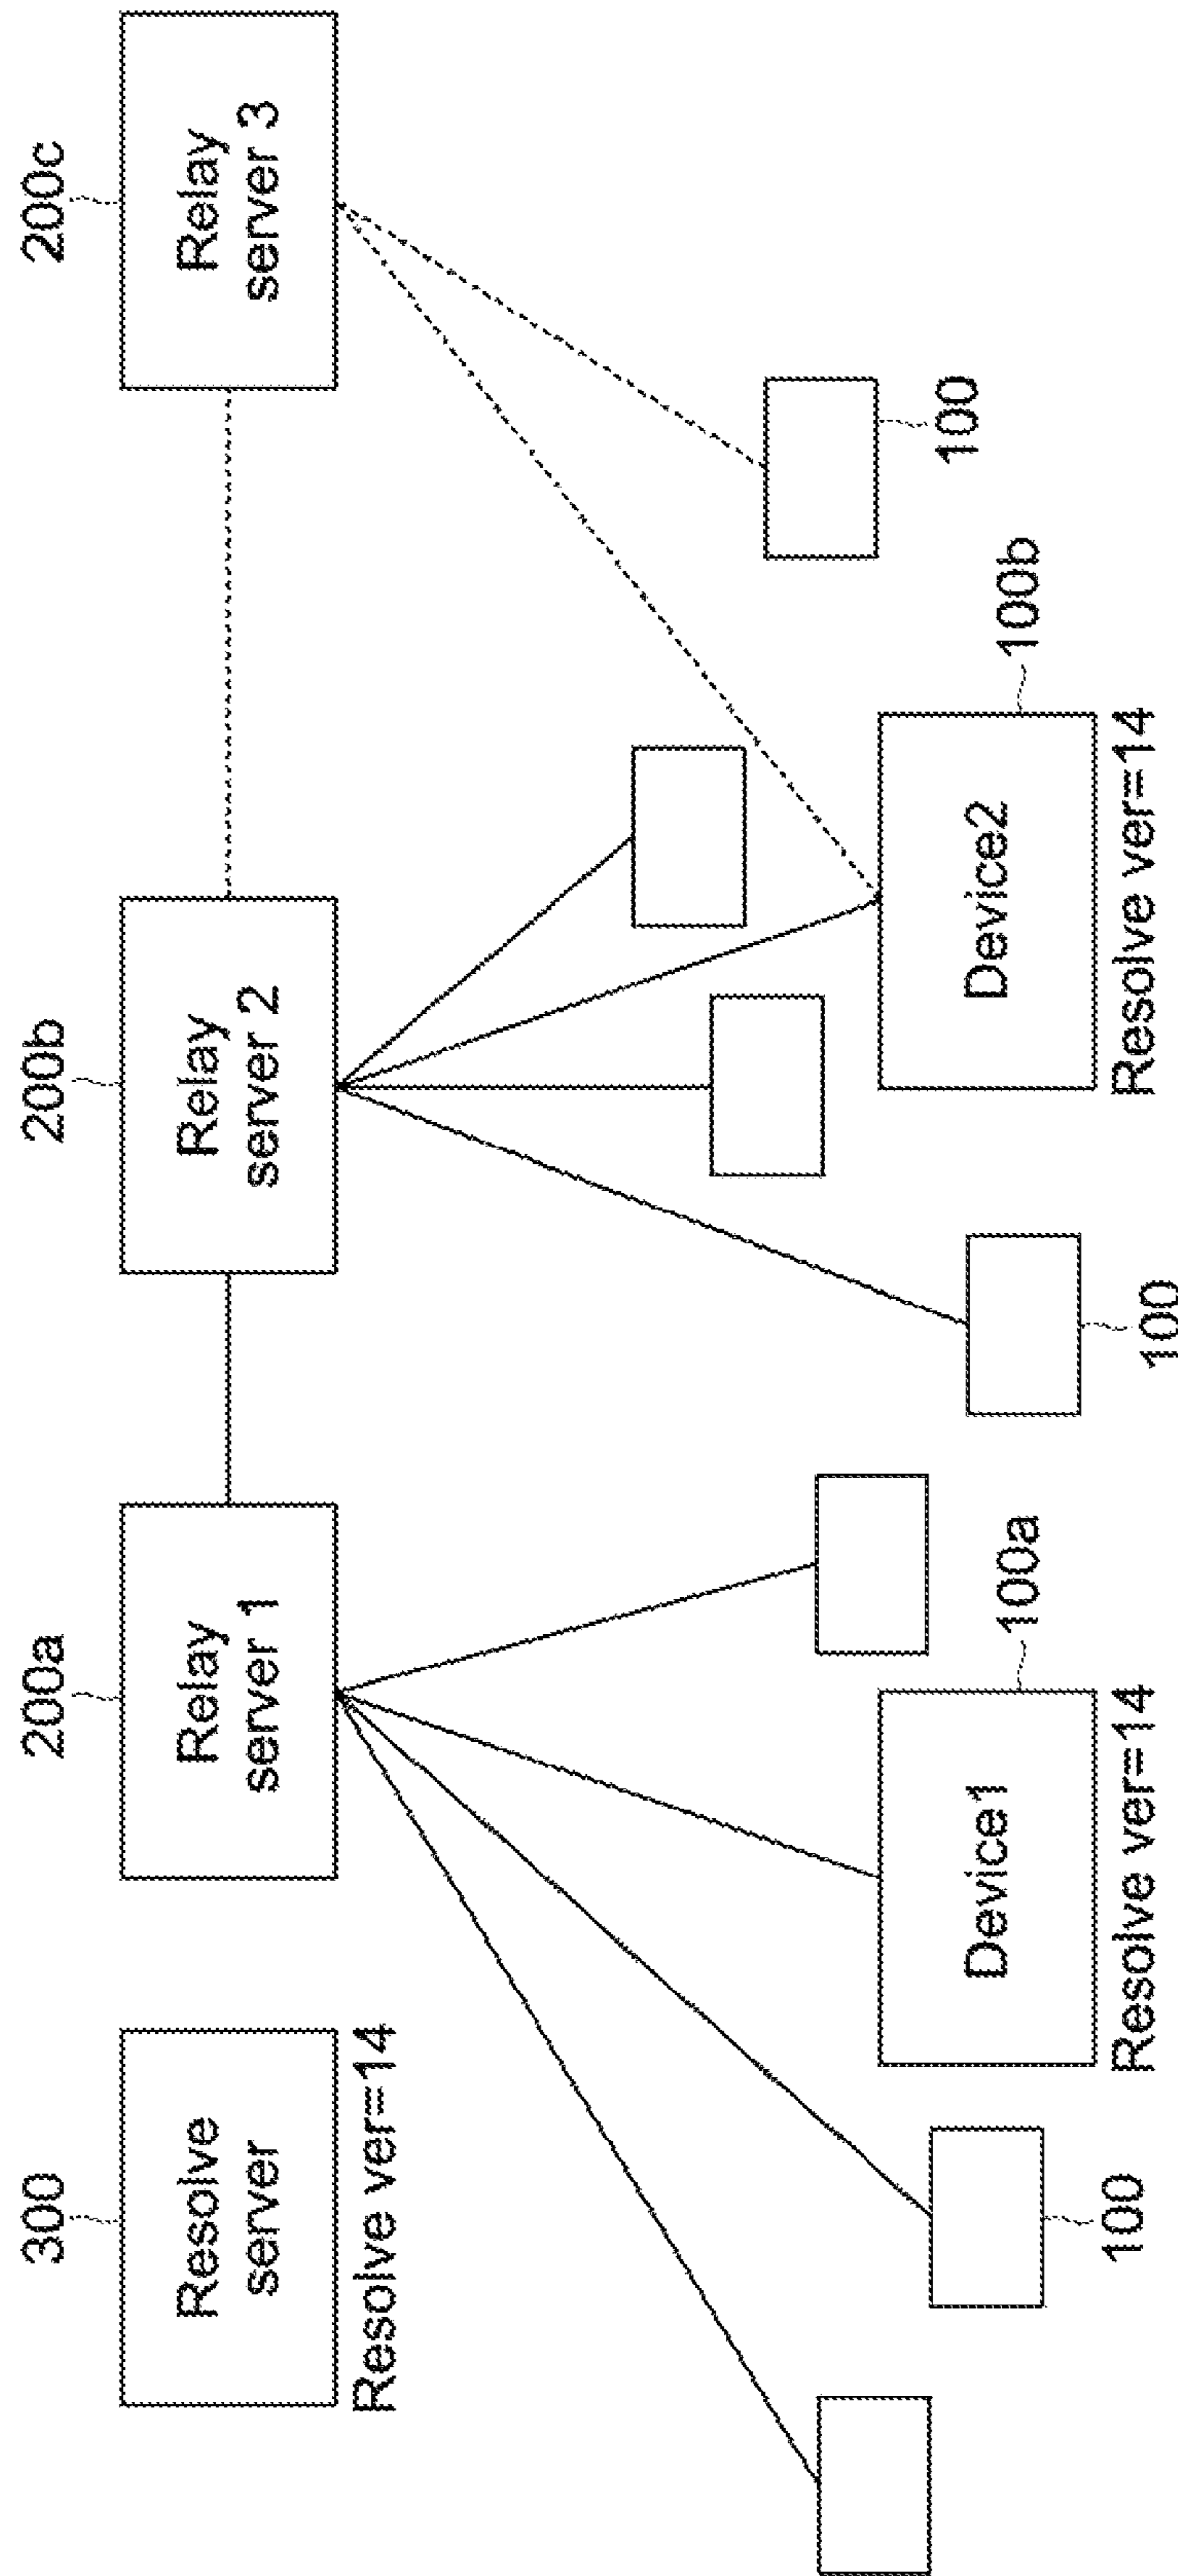 300
200a
200b
200c
Resolve
server
Relay
server 1
Relay
server 2
Relay
server 3
Resolve ver=14
100
Device1
100a
Resolve ver=14
100
Device2
100b
Resolve ver=14
100